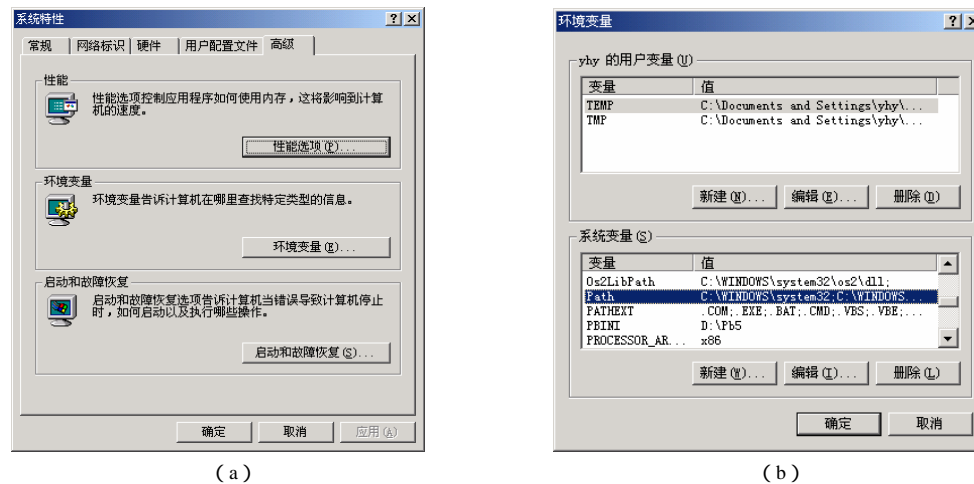 系统特性
常规 网络标识 硬件 用户配置文件 高级
性能
性能选项控制应用程序如何使用内存，这将影响到计算
机的速度。
性能选项(P)...
环境变量
环境变量告诉计算机在哪里查找特定类型的信息。
环境变量(E)...
启动和故障恢复
启动和故障恢复选项告诉计算机当错误导致计算机停止
时，如何启动以及执行哪些操作。
启动和故障恢复(S)...
确定 取消 应用(A)
(a)
环境变量
yhy 的用户变量(U)
变量 值
TEMP C:\Documents and Settings\yhy\...
TMP C:\Documents and Settings\yhy\...
新建(N)... 编辑(E)... 删除(D)
系统变量(S)
变量 值
Os2LibPath C:\WINDOWS\system32\os2\dll;
Path C:\WINDOWS\system32;C:\WINDOWS...
PATHEXT .COM;.EXE;.BAT;.CMD;.VBS;.VBE;...
PBINI D:\Pb5
PROCESSOR_AR... x86
新建(W)... 编辑(I)... 删除(L)
确定 取消
(b)